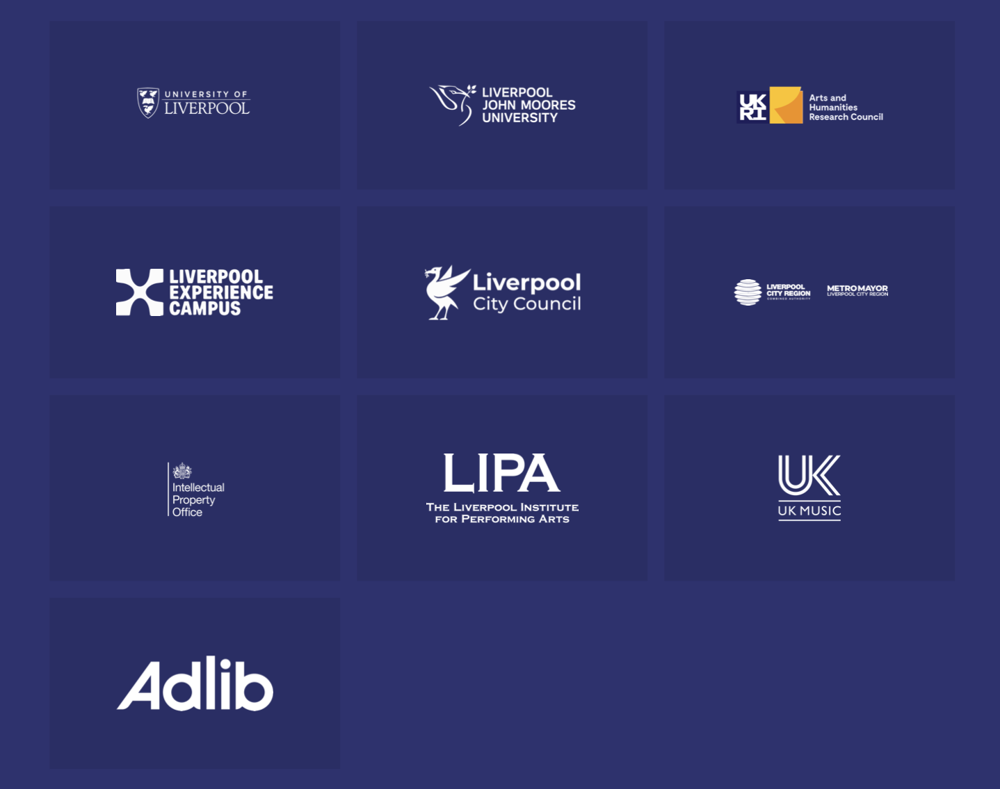 UNIVERSITY OF
LIVERPOOL
LIVERPOOL
JOHN MOORES
UNIVERSITY
UK
RI
Arts and
Humanities
Research Council
LIVERPOOL
EXPERIENCE
CAMPUS
Liverpool
City Council
LIVERPOOL
CITY REGION
COMBINED AUTHORITY
METRO MAYOR
LIVERPOOL CITY REGION
Intellectual
Property
Office
LIPA
THE LIVERPOOL INSTITUTE
FOR PERFORMING ARTS
UK
UK MUSIC
Adlib